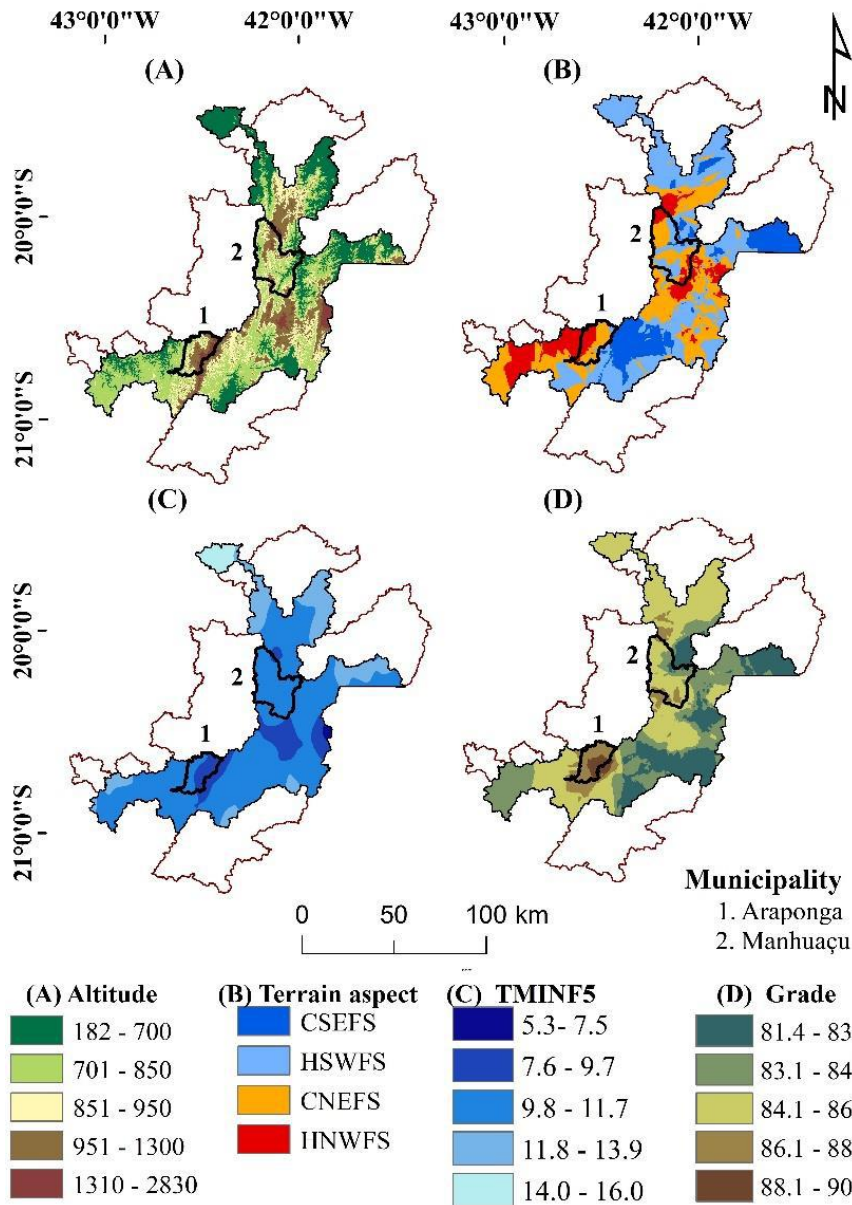 43°0'0"W 42°0'0"W 43°0'0"W 42°0'0"W
(A) (B)
N
20°0'0"S
2 2
1 1
21°0'0"S
(C) (D)
20°0'0"S
2 2
1 1
21°0'0"S
Municipality
0 50 100 km
1. Araponga
2. Manhuaçu
(A) Altitude
182 - 700
701 - 850
851 - 950
951 - 1300
1310 - 2830
(B) Terrain aspect
CSEFS
HSWFS
CNEFS
HNWFS
(C) TMINF5
5.3- 7.5
7.6 - 9.7
9.8 - 11.7
11.8 - 13.9
14.0 - 16.0
(D) Grade
81.4 - 83
83.1 - 84
84.1 - 86
86.1 - 88
88.1 - 90